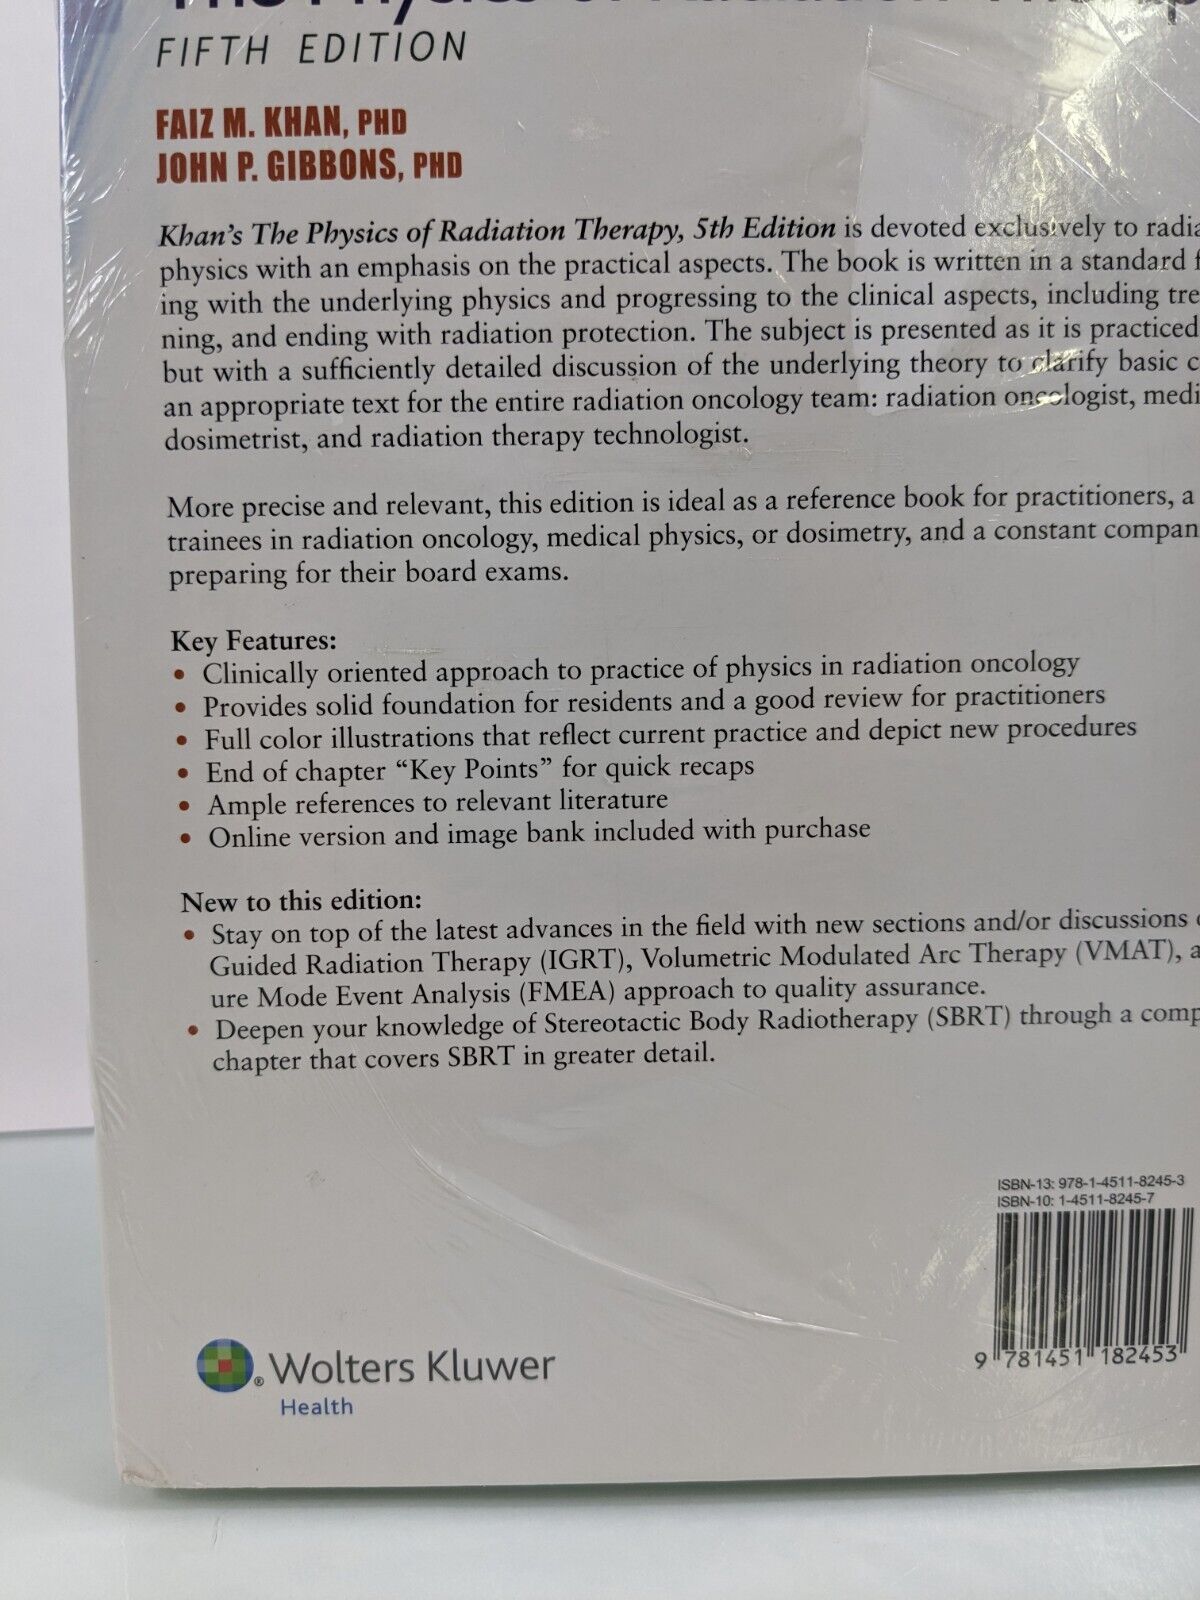 The Physics of Radiation Therap
FIFTH EDITION
FAIZ M. KHAN, PHD
JOHN P. GIBBONS, PHD
Khan's The Physics of Radiation Therapy, 5th Edition is devoted exclusively to radia
physics with an emphasis on the practical aspects. The book is written in a standard f
ing with the underlying physics and progressing to the clinical aspects, including tre
ning, and ending with radiation protection. The subject is presented as it is practiced
but with a sufficiently detailed discussion of the underlying theory to clarify basic c
an appropriate text for the entire radiation oncology team: radiation oncologist, medi
dosimetrist, and radiation therapy technologist.
More precise and relevant, this edition is ideal as a reference book for practitioners, a
trainees in radiation oncology, medical physics, or dosimetry, and a constant compan
preparing for their board exams.
Key Features:
• Clinically oriented approach to practice of physics in radiation oncology
• Provides solid foundation for residents and a good review for practitioners
• Full color illustrations that reflect current practice and depict new procedures
• End of chapter “Key Points” for quick recaps
• Ample references to relevant literature
• Online version and image bank included with purchase
New to this edition:
• Stay on top of the latest advances in the field with new sections and/or discussions
Guided Radiation Therapy (IGRT), Volumetric Modulated Arc Therapy (VMAT), a
ure Mode Event Analysis (FMEA) approach to quality assurance.
• Deepen your knowledge of Stereotactic Body Radiotherapy (SBRT) through a comp
chapter that covers SBRT in greater detail.
ISBN-13: 978-1-4511-8245-3
ISBN-10: 1-4511-8245-7
9 781451 182453
® Wolters Kluwer
Health